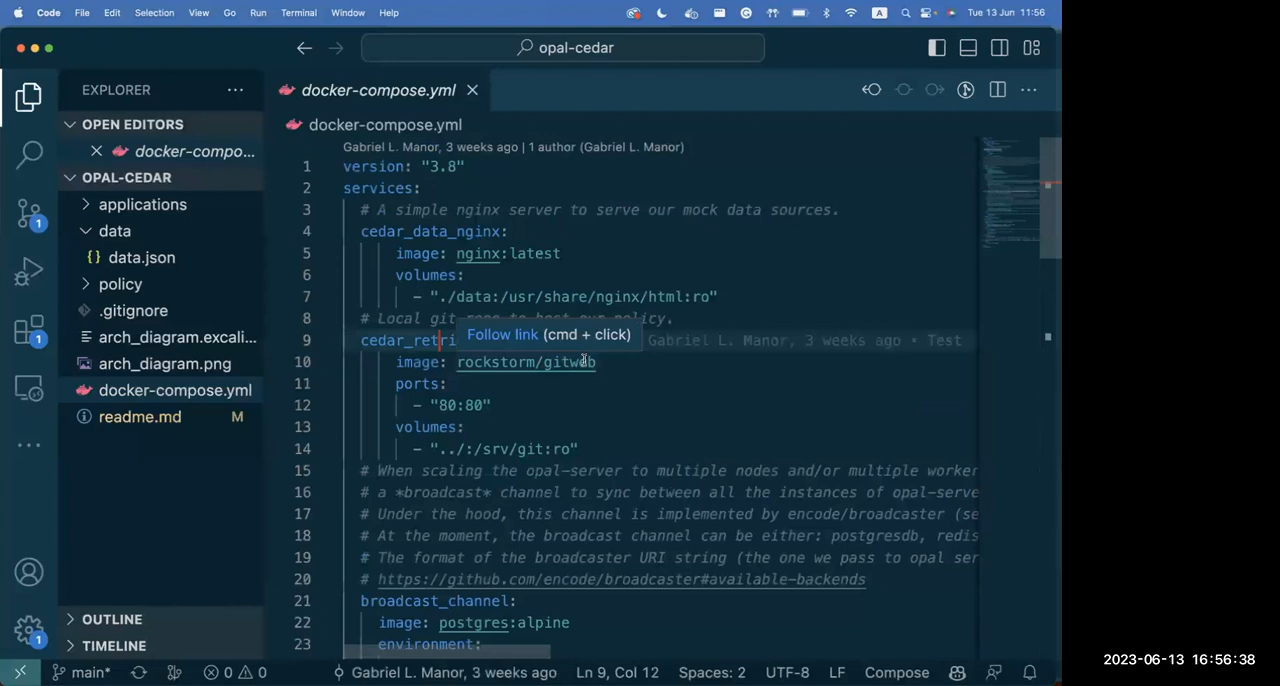 Code File Edit Selection View Go Run Terminal Window Help A Tue 13 Jun 11:56
opal-cedar
EXPLORER
docker-compose.yml
OPEN EDITORS
docker-compo...
OPAL-CEDAR
applications
data
{} data.json
policy
.gitignore
arch_diagram.excali...
arch_diagram.png
docker-compose.yml
readme.md M
OUTLINE
TIMELINE
1
1
1
docker-compose.yml
Gabriel L. Manor, 3 weeks ago | 1 author (Gabriel L. Manor)
1 version: "3.8"
2 services:
3 # A simple nginx server to serve our mock data sources.
4 cedar_data_nginx:
5 image: nginx:latest
6 volumes:
7 - "./data:/usr/share/nginx/html:ro"
8 # Local git repo to host our policy.
Follow link (cmd + click)
9 cedar_retri Gabriel L. Manor, 3 weeks ago • Test
10 image: rockstorm/gitweb
11 ports:
12 - "80:80"
13 volumes:
14 - "../:/srv/git:ro"
15 # When scaling the opal-server to multiple nodes and/or multiple worker
16 # a *broadcast* channel to sync between all the instances of opal-serve
17 # Under the hood, this channel is implemented by encode/broadcaster (se
18 # At the moment, the broadcast channel can be either: postgresdb, redis
19 # The format of the broadcaster URI string (the one we pass to opal ser
20 # https://github.com/encode/broadcaster#available-backends
21 broadcast_channel:
22 image: postgres:alpine
23 environment:
main* 0 0 Gabriel L. Manor, 3 weeks ago Ln 9, Col 12 Spaces: 2 UTF-8 LF Compose
2023-06-13 16:56:38